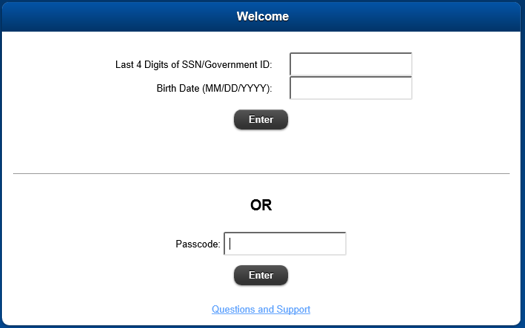 Welcome
Last 4 Digits of SSN/Government ID:
Birth Date (MM/DD/YYYY):
Enter
OR
Passcode:
Enter
Questions and Support